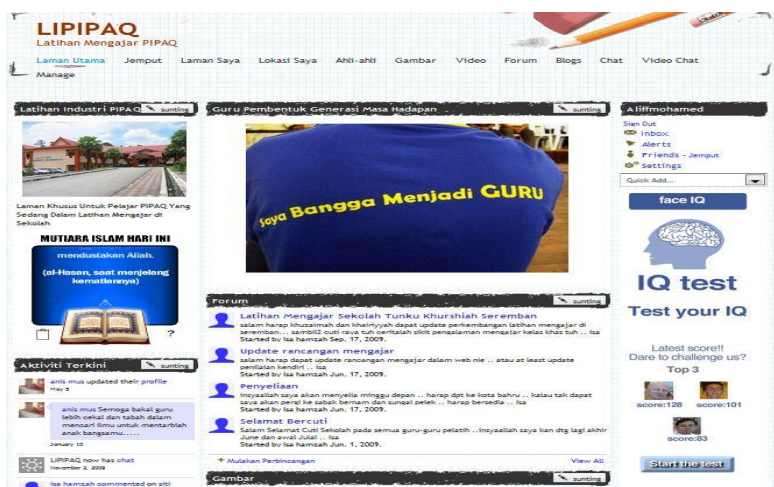 LIPIPAQ
Latihan Mengajar PIPAQ
Laman Utama Jemput Laman Saya Lokasi Saya Ahli-ahli Gambar Video Forum Blogs Chat Video Chat
Manage
Latihan Industri PIPAQ sunting
Laman Khusus Untuk Pelajar PIPAQ Yang
Sedang Dalam Latihan Mengajar di
Sekolah
MUTIARA ISLAM HARI INI
mendustakan Allah.
(al-Hasan, saat menjelang
kematiannya)
?
Aktiviti Terkini sunting
anis mus updated their profile
May 5
anis mus Semoga bakal guru
lebih cekal dan tabah dalam
mencari ilmu untuk mentarbiah
anak bangsamu.....
January 10
LIPIPAQ now has chat
November 2, 2009
isa hamzah commented on siti
Guru Pembentuk Generasi Masa Hadapan sunting
Saya Bangga Menjadi GURU
Forum sunting
Latihan Mengajar Sekolah Tunku Khurshiah Seremban
salam harap khuzaimah dan khairiyyah dapat update perkembangan latihan mengajar di
seremban... sambil2 cuti raya tuh ceritalah sikit pengalaman mengajar kelas khas tuh .. isa
Started by isa hamzah Sep. 17, 2009.
Update rancangan mengajar
salam harap dapat update rancangan mengajar dalam web nie .. atau at least update
penilaian kendiri .. isa
Started by isa hamzah Jun. 17, 2009.
Penyeliaan
insyaallah saya akan menyelia minggu depan .. harap dpt ke kota bahru .. kalau tak dapat
saya akan pergi ke sabak bernam dan sungai pelek .. harap bersedia .. isa
Started by isa hamzah Jun. 17, 2009.
Selamat Bercuti
Salam Selamat Cuti Sekolah pada semua guru-guru pelatih ..insyaallah saya kan dtg lagi akhir
June dan awal Julai .. isa
Started by isa hamzah Jun. 1, 2009.
Mulakan Perbincangan View All
Gambar sunting
Aliffmohamed
Sign Out
Inbox
Alerts
Friends - Jemput
Settings
Quick Add...
face IQ
IQ test
Test your IQ
Latest score!!
Dare to challenge us?
Top 3
score:128 score:101
score:83
Start the test